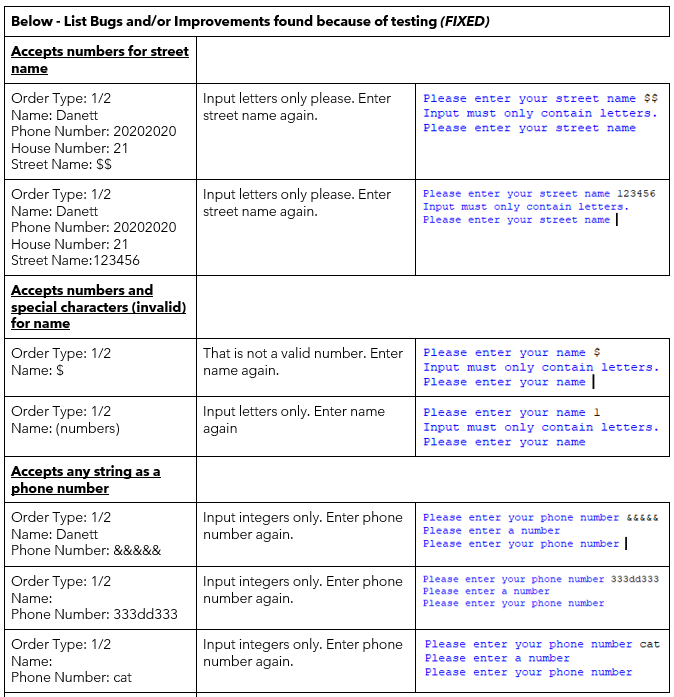 Below - List Bugs and/or Improvements found because of testing (FIXED)
Accepts numbers for street
name
Order Type: 1/2
Name: Danett
Phone Number: 20202020
House Number: 21
Street Name: $$
Input letters only please. Enter
street name again.
Please enter your street name $$
Input must only contain letters.
Please enter your street name
Order Type: 1/2
Name: Danett
Phone Number: 20202020
House Number: 21
Street Name:123456
Input letters only please. Enter
street name again.
Please enter your street name 123456
Input must only contain letters.
Please enter your street name
Accepts numbers and
special characters (invalid)
for name
Order Type: 1/2
Name: $
That is not a valid number. Enter
name again.
Please enter your name $
Input must only contain letters.
Please enter your name
Order Type: 1/2
Name: (numbers)
Input letters only. Enter name
again
Please enter your name 1
Input must only contain letters.
Please enter your name
Accepts any string as a
phone number
Order Type: 1/2
Name: Danett
Phone Number: &&&&&
Input integers only. Enter phone
number again.
Please enter your phone number &&&&&
Please enter a number
Please enter your phone number
Order Type: 1/2
Name:
Phone Number: 333dd333
Input integers only. Enter phone
number again.
Please enter your phone number 333dd333
Please enter a number
Please enter your phone number
Order Type: 1/2
Name:
Phone Number: cat
Input integers only. Enter phone
number again.
Please enter your phone number cat
Please enter a number
Please enter your phone number